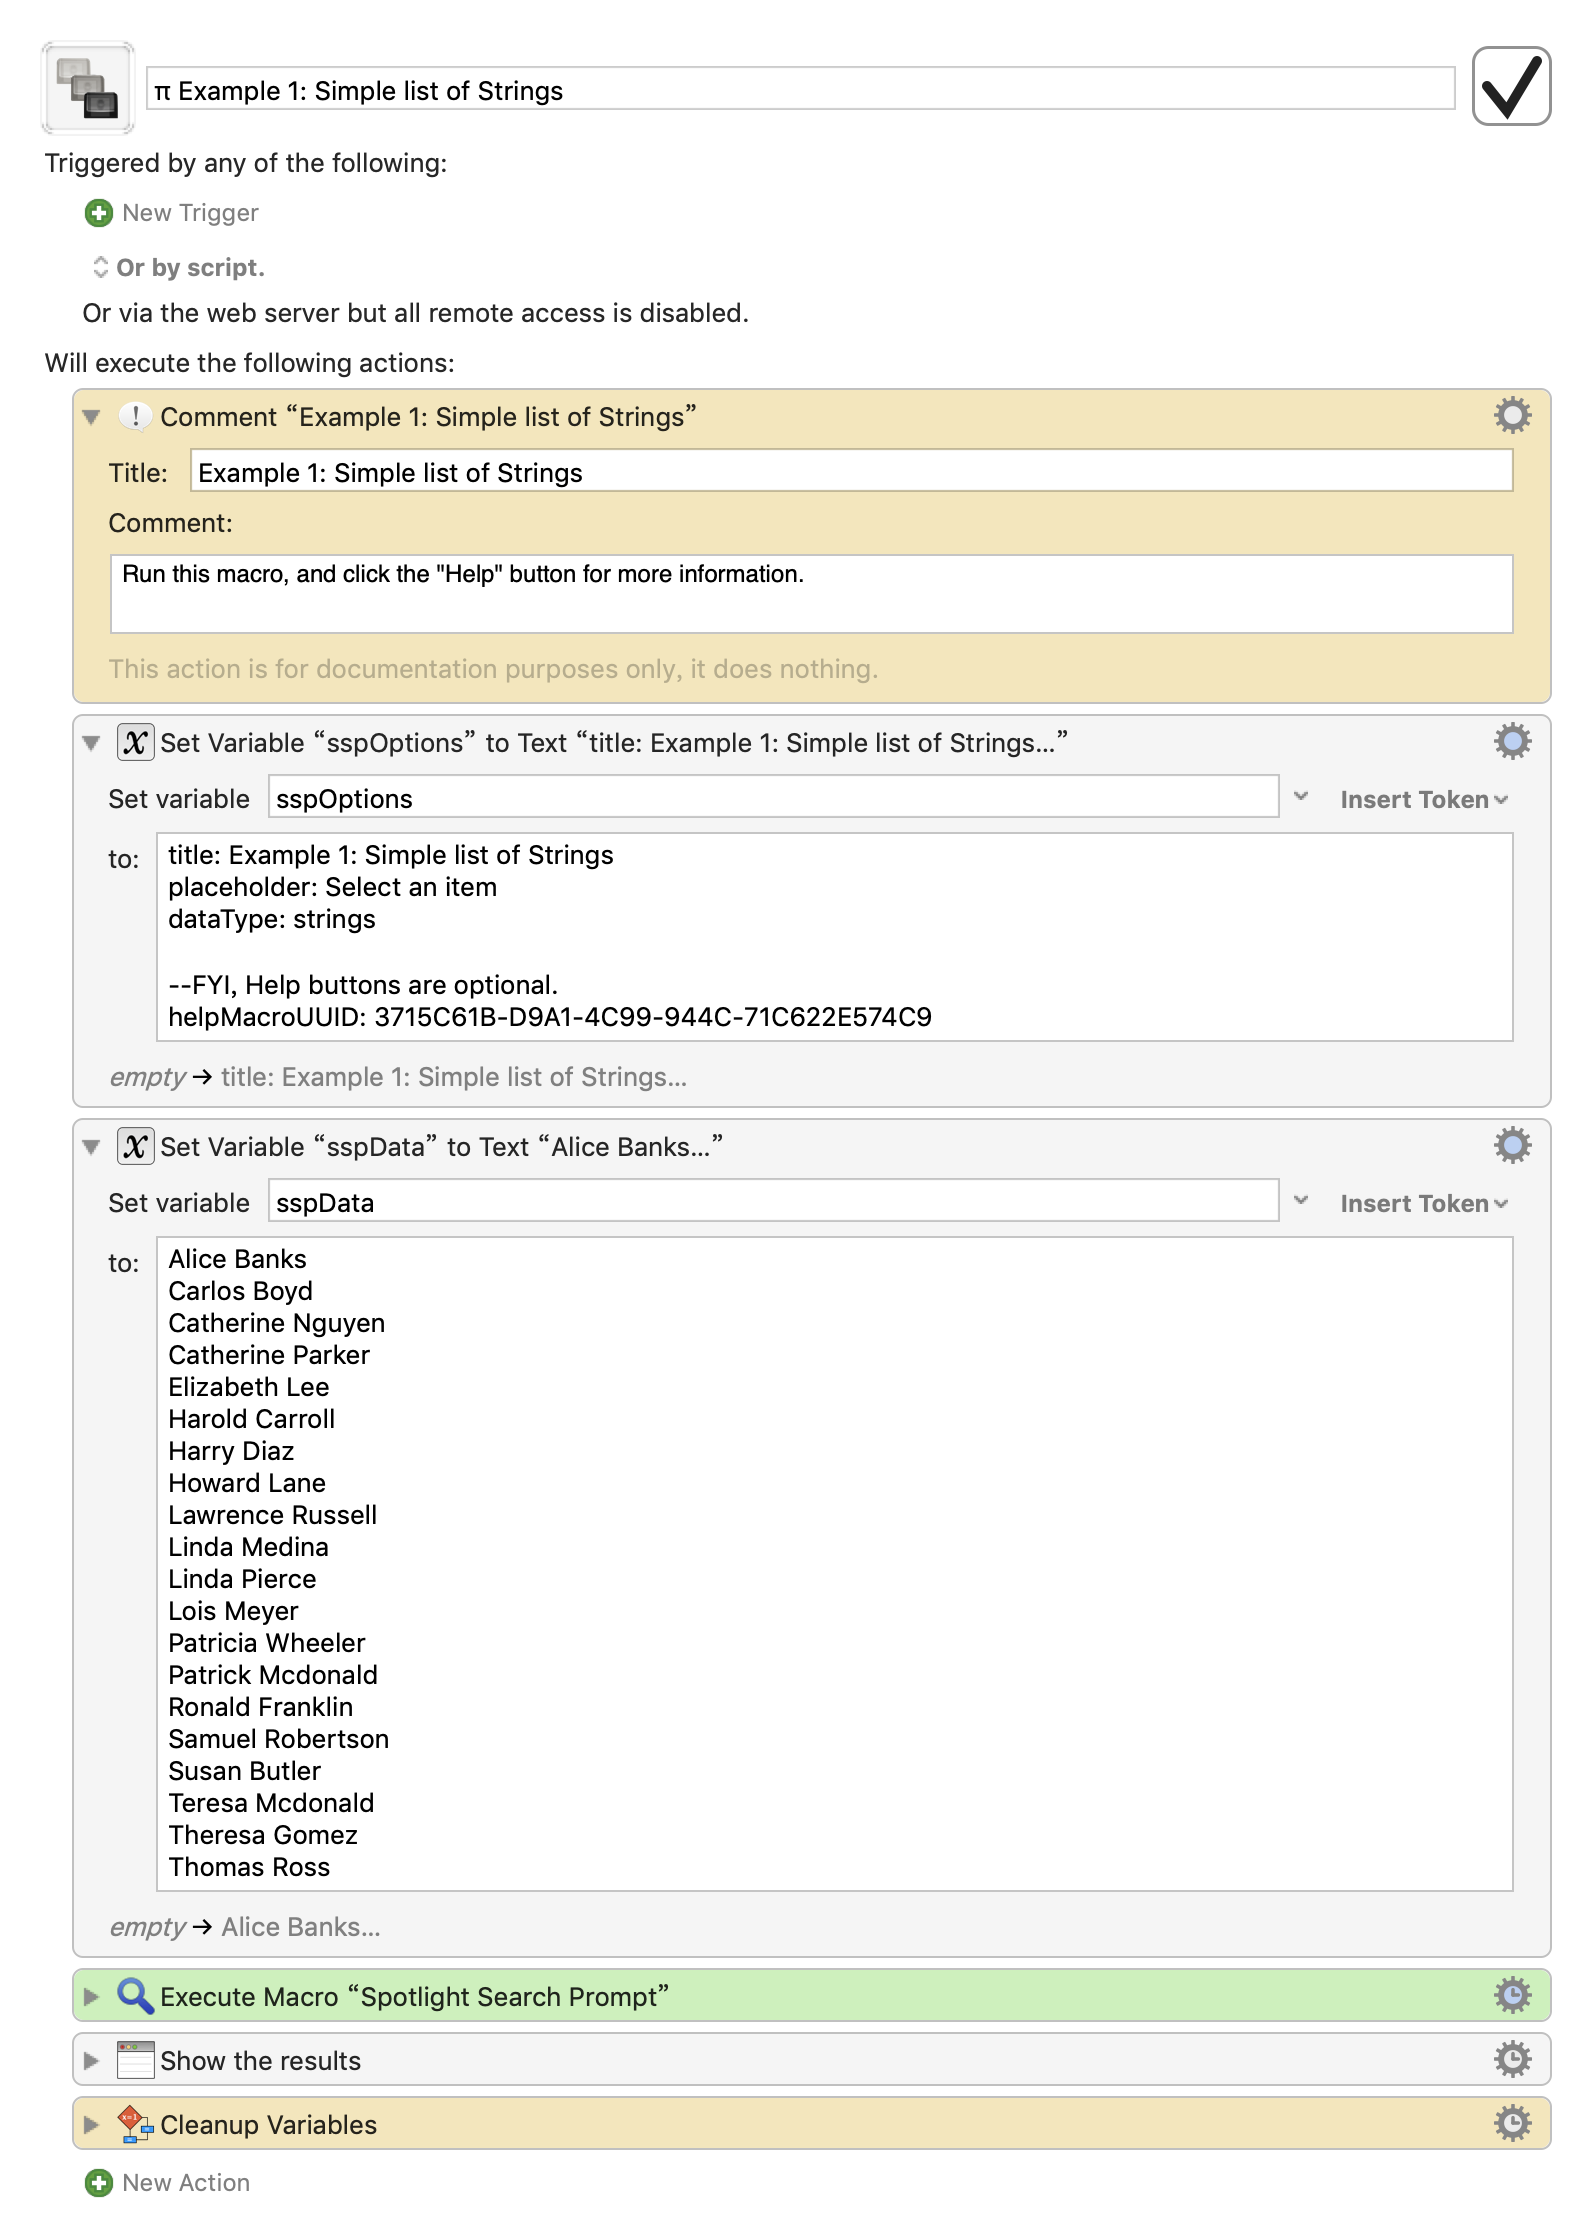 π Example 1: Simple list of Strings
Triggered by any of the following:
New Trigger
Or by script.
Or via the web server but all remote access is disabled.
Will execute the following actions:
Comment “Example 1: Simple list of Strings”
Title: Example 1: Simple list of Strings
Comment:
Run this macro, and click the "Help" button for more information.
This action is for documentation purposes only, it does nothing.
Set Variable “sspOptions” to Text “title: Example 1: Simple list of Strings…”
Set variable sspOptions Insert Token
to: title: Example 1: Simple list of Strings
placeholder: Select an item
dataType: strings
--FYI, Help buttons are optional.
helpMacroUUID: 3715C61B-D9A1-4C99-944C-71C622E574C9
empty → title: Example 1: Simple list of Strings…
Set Variable “sspData” to Text “Alice Banks…”
Set variable sspData Insert Token
to: Alice Banks
Carlos Boyd
Catherine Nguyen
Catherine Parker
Elizabeth Lee
Harold Carroll
Harry Diaz
Howard Lane
Lawrence Russell
Linda Medina
Linda Pierce
Lois Meyer
Patricia Wheeler
Patrick Mcdonald
Ronald Franklin
Samuel Robertson
Susan Butler
Teresa Mcdonald
Theresa Gomez
Thomas Ross
empty → Alice Banks…
Execute Macro “Spotlight Search Prompt”
Show the results
Cleanup Variables
New Action